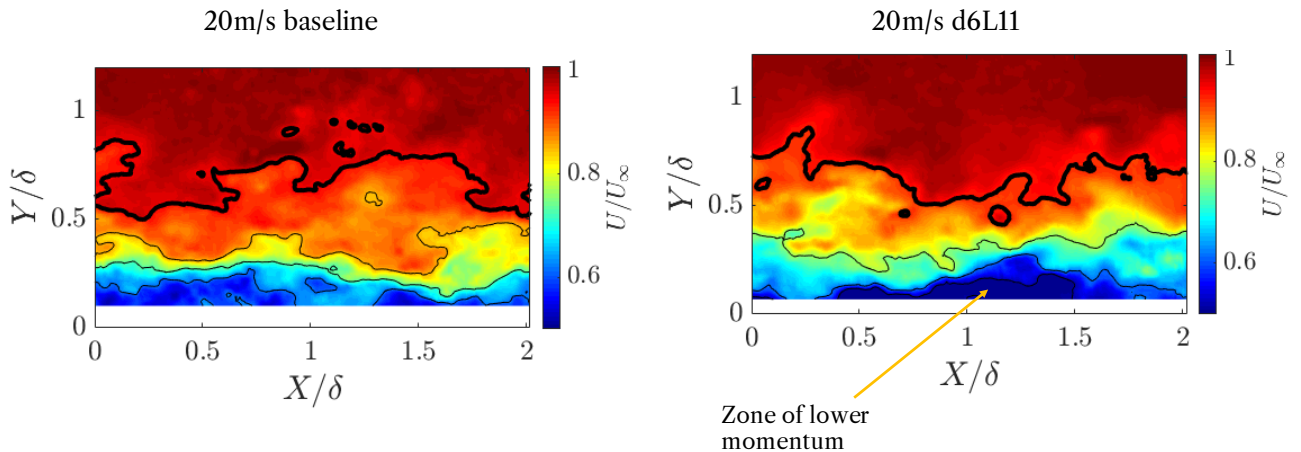 20m/s baseline
1
0.5
0
Y/δ
0
0.5
1
1.5
2
X/δ
1
0.8
0.6
U/U∞
20m/s d6L11
1
0.5
0
Y/δ
0
0.5
1
1.5
2
X/δ
1
0.8
0.6
U/U∞
Zone of lower
momentum